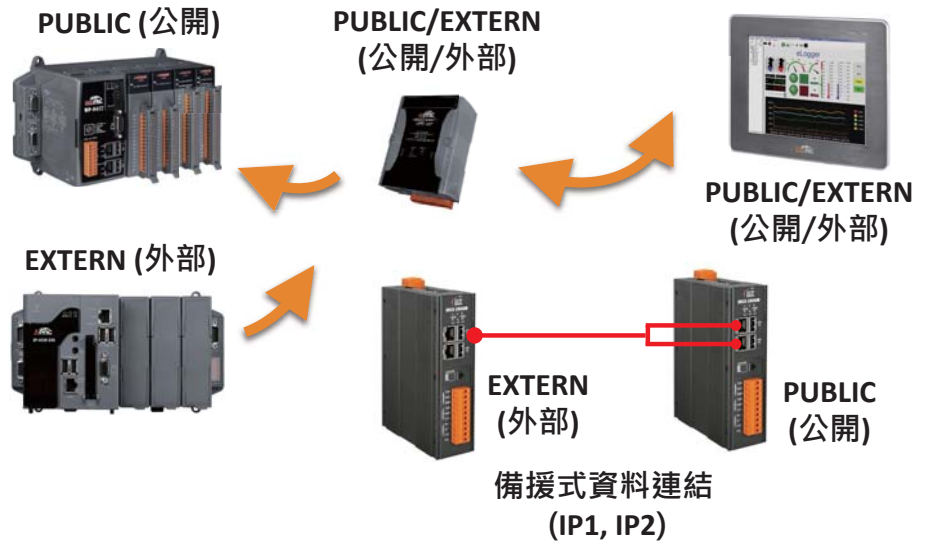 PUBLIC (公開)
PUBLIC/EXTERN
(公開/外部)
eLogger
PUBLIC/EXTERN
(公開/外部)
EXTERN (外部)
EXTERN
(外部)
PUBLIC
(公開)
備援式資料連結
(IP1, IP2)